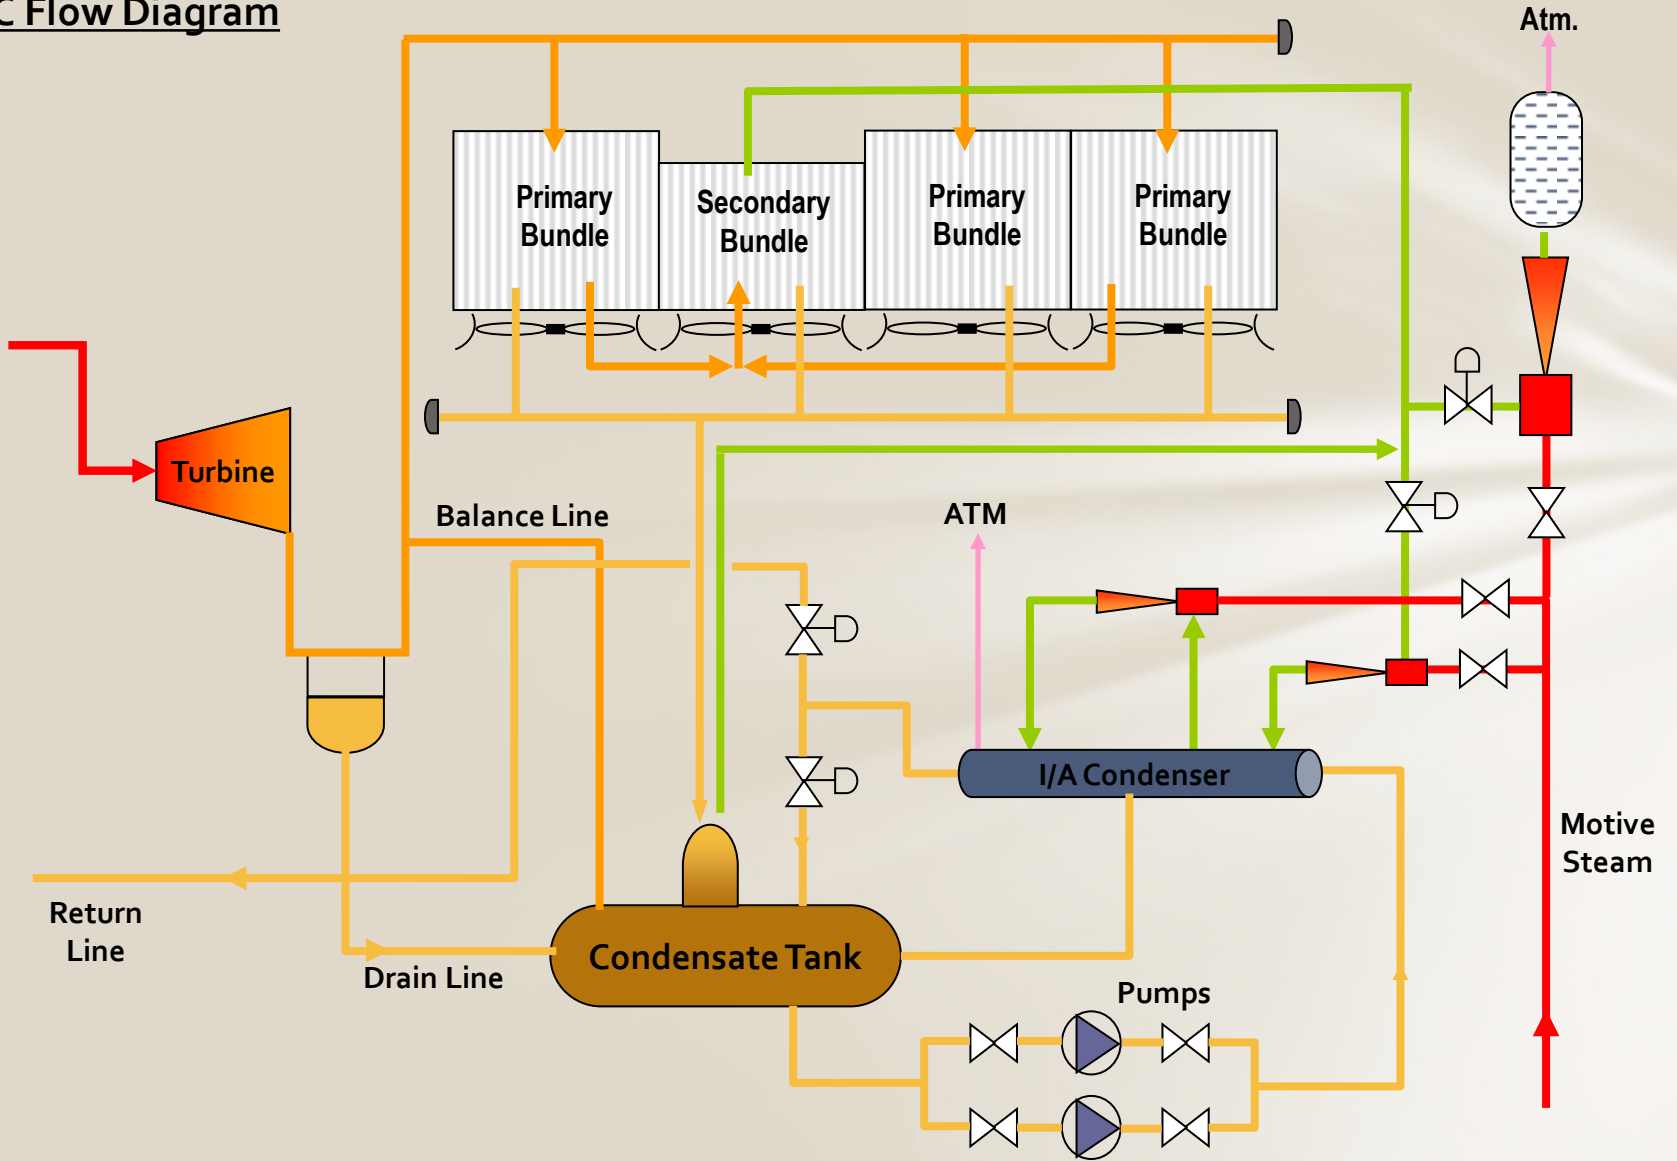 C Flow Diagram
Atm.
Primary
Bundle
Secondary
Bundle
Primary
Bundle
Primary
Bundle
Turbine
Balance Line
ATM
I/A Condenser
Motive
Steam
Return
Line
Drain Line
Condensate Tank
Pumps